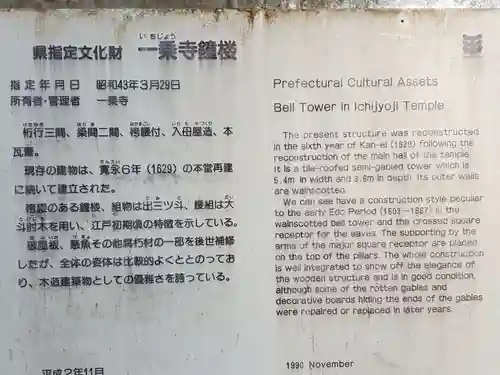 県指定文化財 一乗寺鐘楼
いちじょう
指定年月日 昭和43年3月29日
所有者・管理者 一乗寺
桁行三間、梁間二間、袴腰付、入母屋造、本
瓦葺。
現存の建物は、寛永6年(1629)の本堂再建
に続いて建立された。
袴腰のある鐘楼、組物は出三ツ斗、腰組は大
斗肘木を用い、江戸初期頃の特徴を示している。
破風板、懸魚その他腐朽材の一部を後世補修
したが、全体の姿体は比較的よくととのってお
り、木造建築物としての優雅さを誇っている。
平成2年11月
Prefectural Cultural Assets
Bell Tower in Ichijyoji Temple
The present structure was reconstructed
in the sixth year of Kan-ei (1629) following the
reconstruction of the main hall of the temple.
It is a tile-roofed semi-gabled tower which is
5.4m in width and 3.6m in depth. Its outer walls
are wainscotted.
We can see have a construction style peculiar
to the early Edo Period (1603-1867) in the
wainscotted bell tower and the crossed square
receptor for the eaves. The supporting by the
arms of the major square receptor are placed
on the top of the pillars. The whole construction
is well integrated to show off the elegance of
the wooden structure and is in good condition,
although some of the rotten gables and
decorative boards hiding the ends of the gables
were repaired or replaced in later years.
1990 November